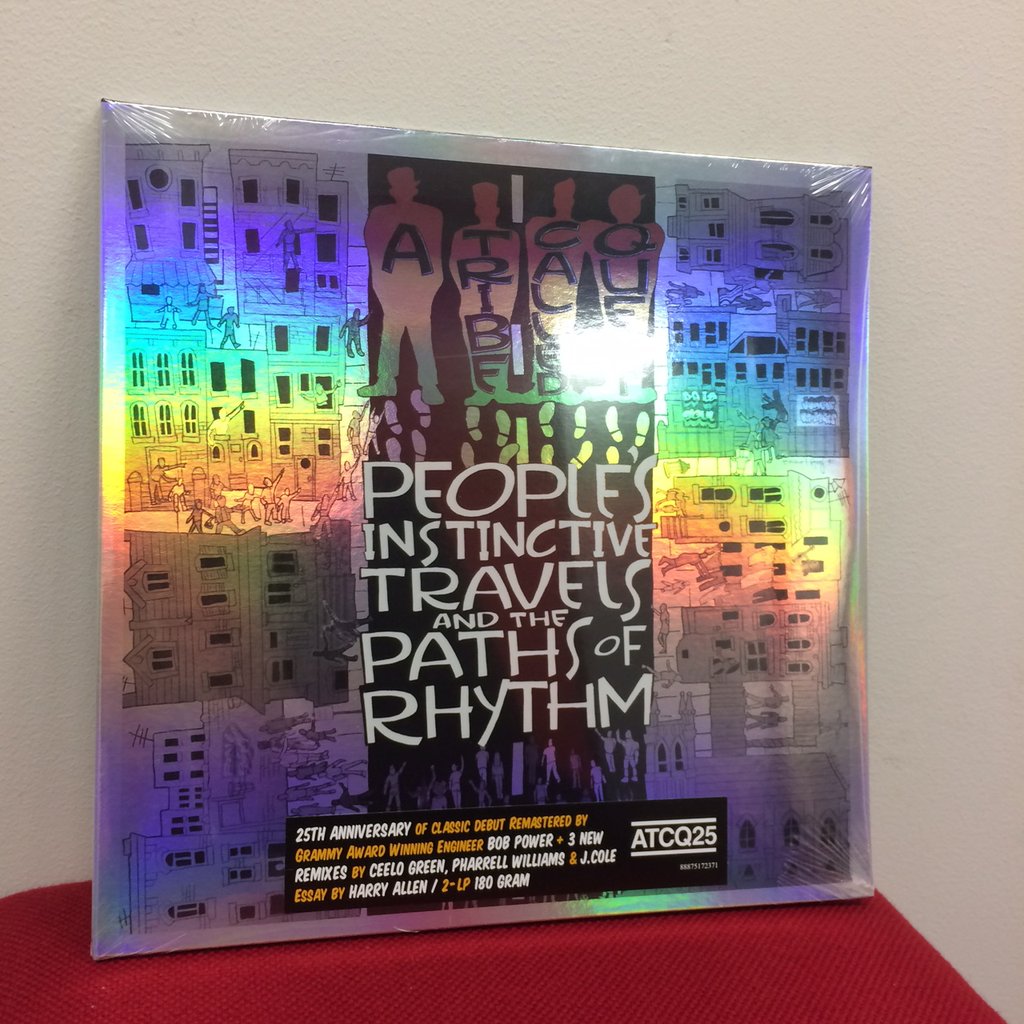 A TRIBE CALLED QUEST
PEOPLES
INSTINCTIVE
TRAVELS
AND THE
PATHS OF
RHYTHM
25TH ANNIVERSARY OF CLASSIC DEBUT REMASTERED BY
GRAMMY AWARD WINNING ENGINEER BOB POWER + 3 NEW
REMIXES BY CEELO GREEN, PHARRELL WILLIAMS & J.COLE
ESSAY BY HARRY ALLEN / 2-LP 180 GRAM
ATCQ25
88875172371